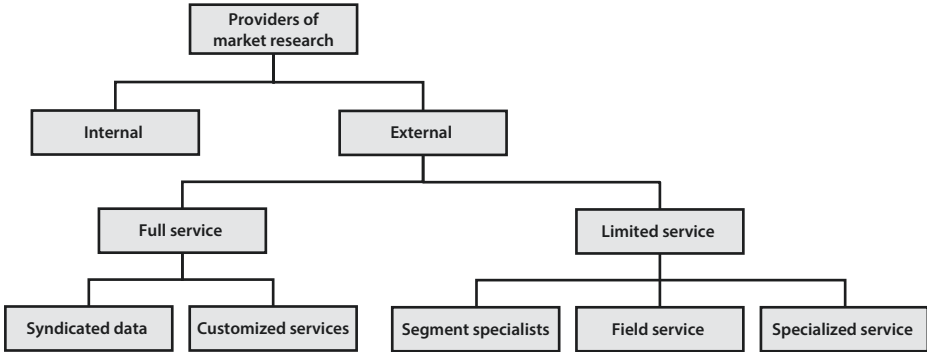 Providers of
market research
Internal
External
Full service
Limited service
Syndicated data
Customized services
Segment specialists
Field service
Specialized service